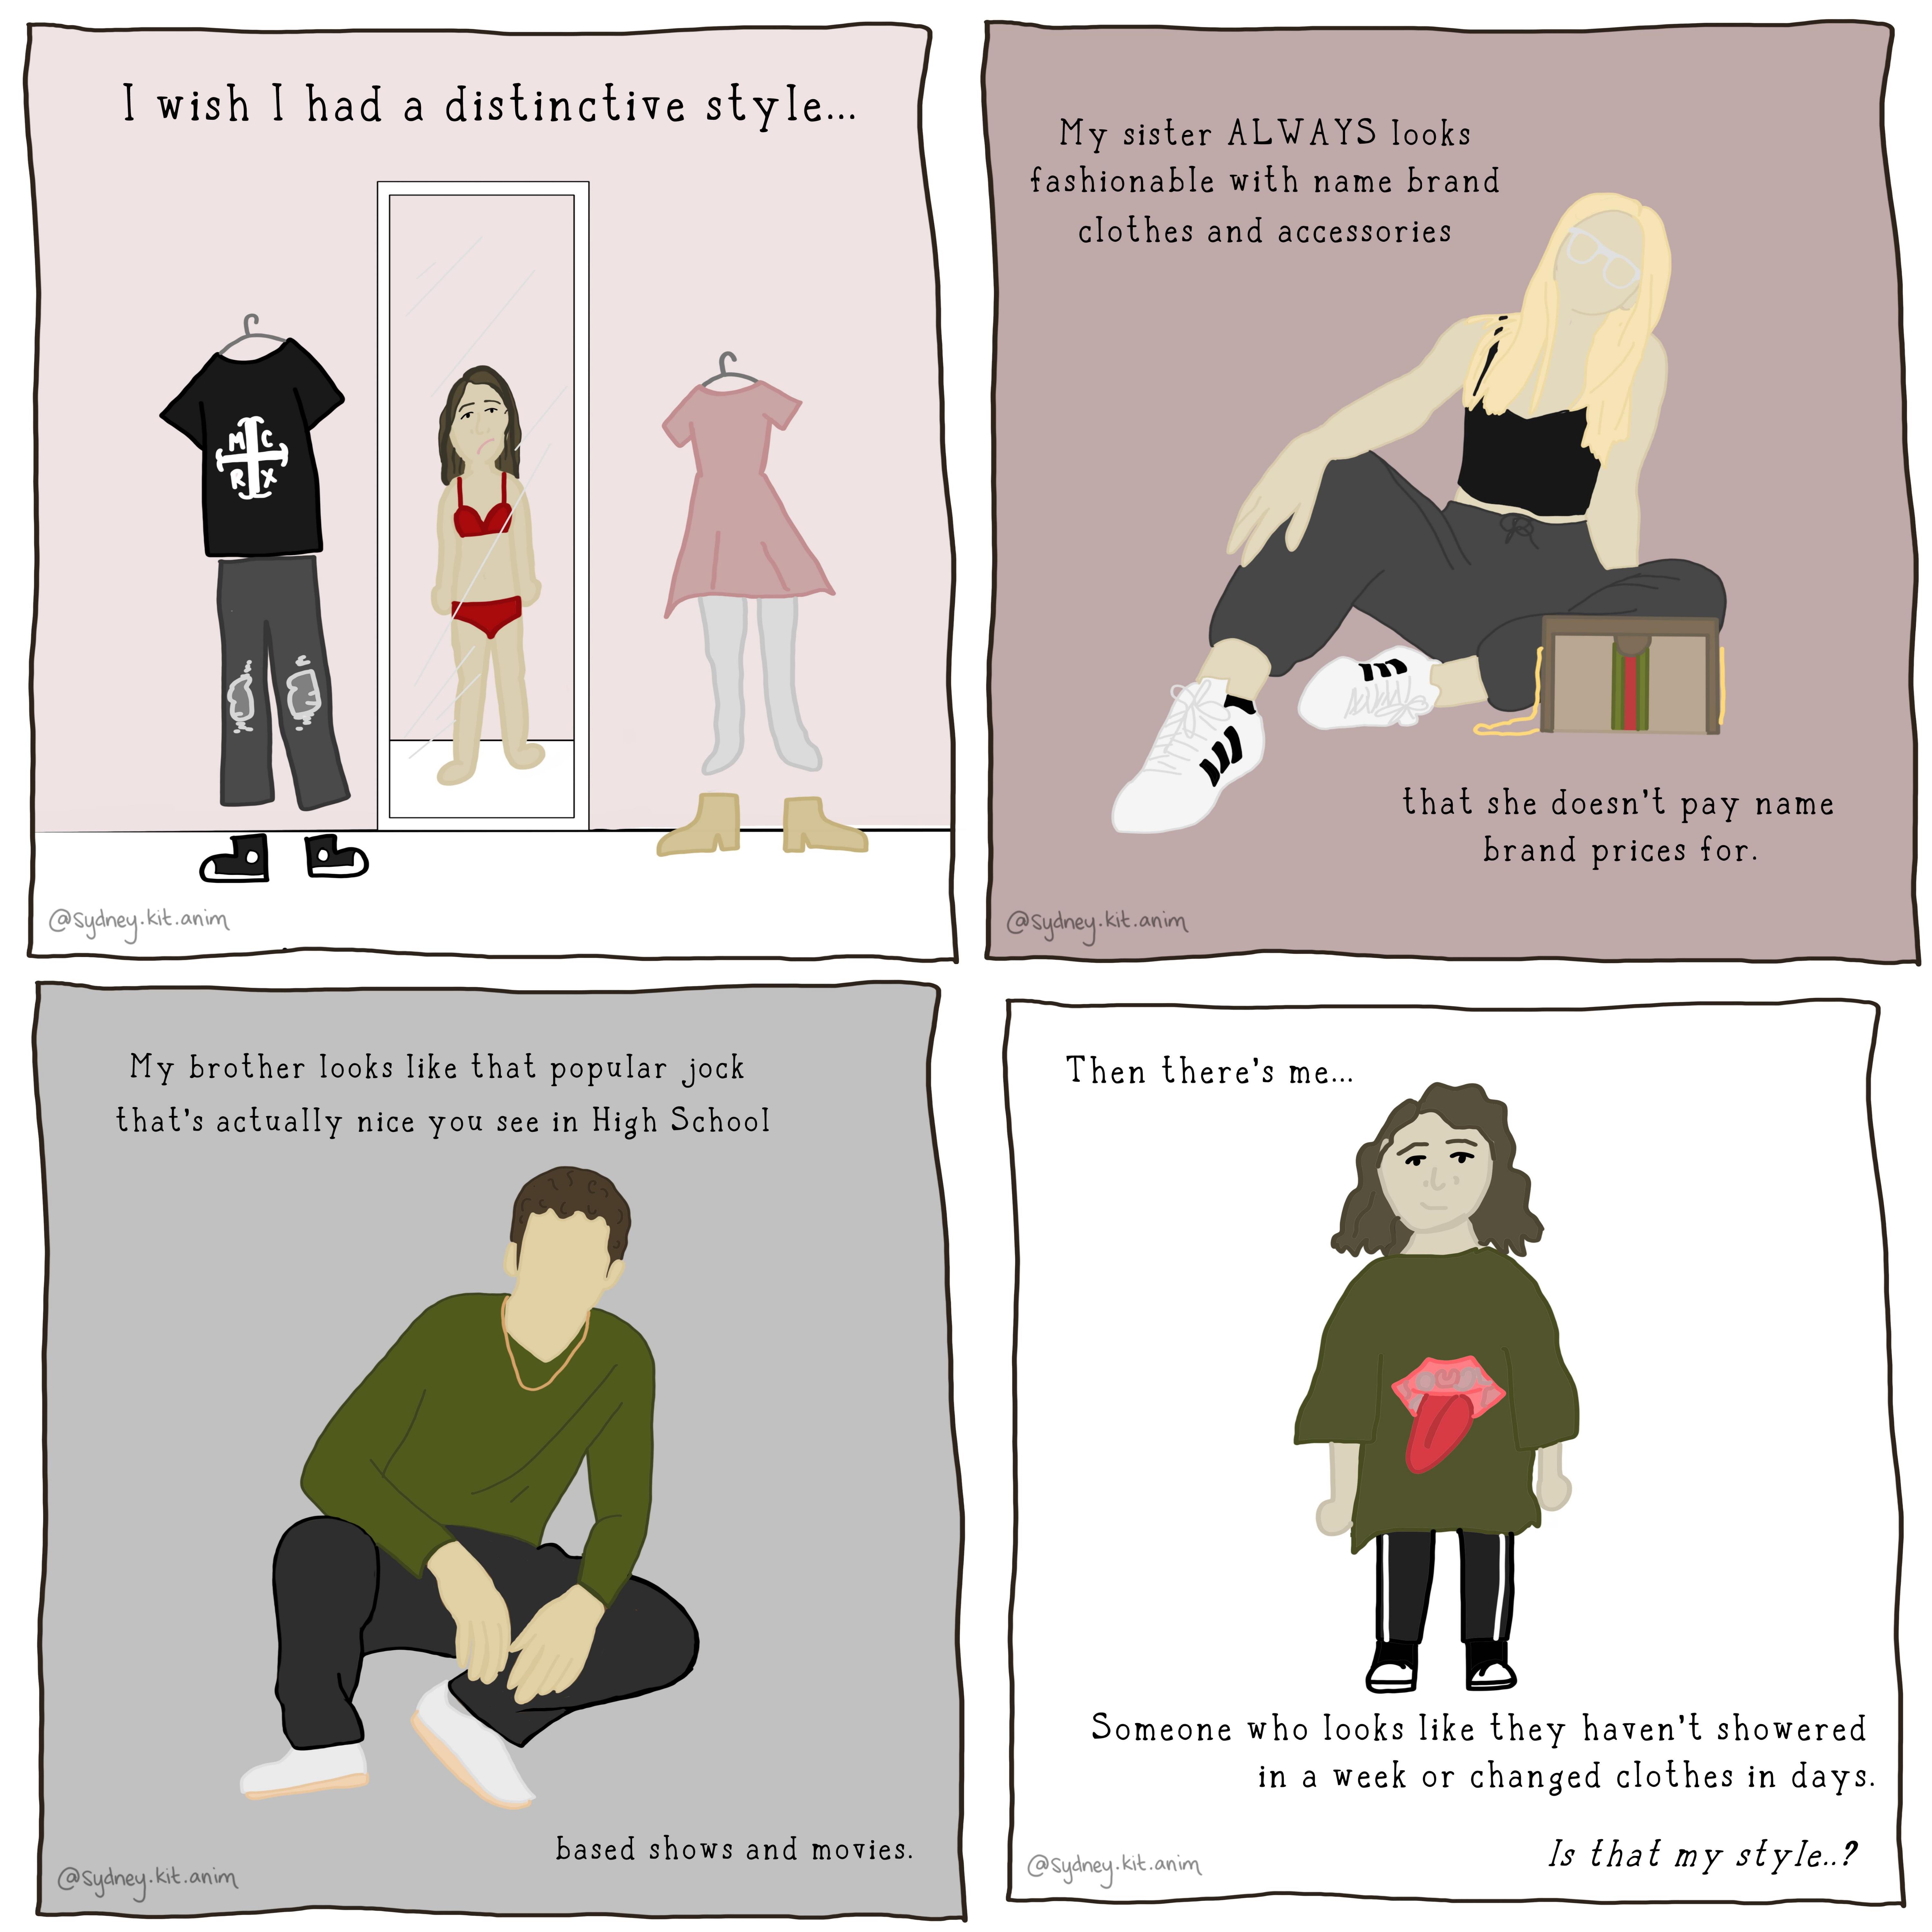 I wish I had a distinctive style...
M C
R X
@sydney.kit.anim
My sister ALWAYS looks
fashionable with name brand
clothes and accessories
that she doesn't pay name
brand prices for.
@sydney.kit.anim
My brother looks like that popular jock
that's actually nice you see in High School
based shows and movies.
@sydney.kit.anim
Then there's me...
Someone who looks like they haven't showered
in a week or changed clothes in days.
Is that my style..?
@sydney.kit.anim